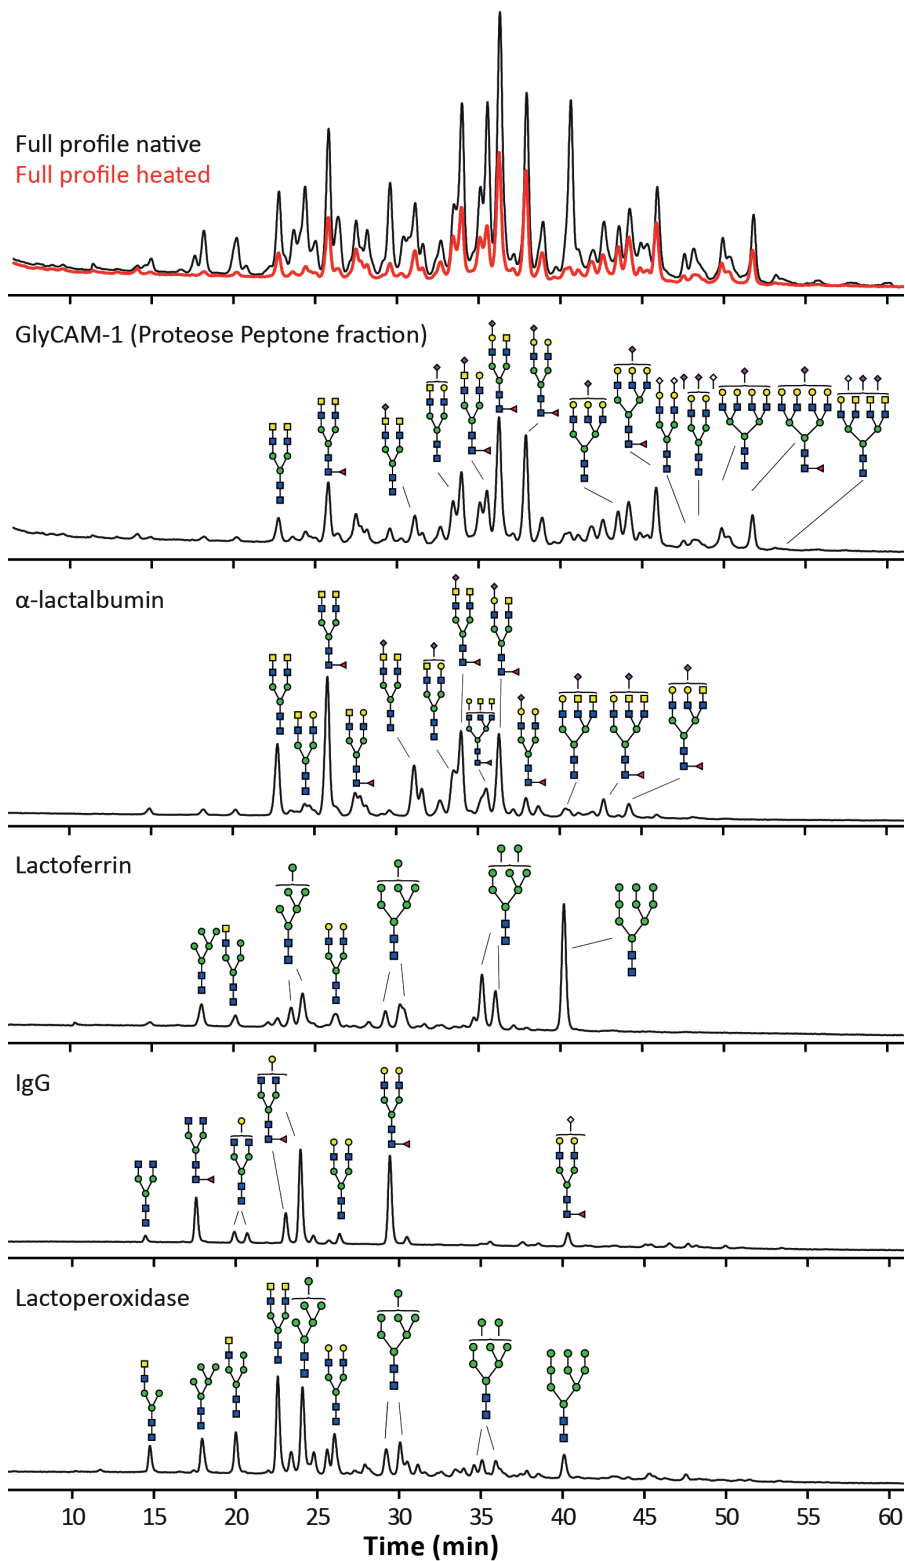 Full profile native
Full profile heated
GlyCAM-1 (Proteose Peptone fraction)
α-lactalbumin
Lactoferrin
IgG
Lactoperoxidase
10 15 20 25 30 35 40 45 50 55 60
Time (min)